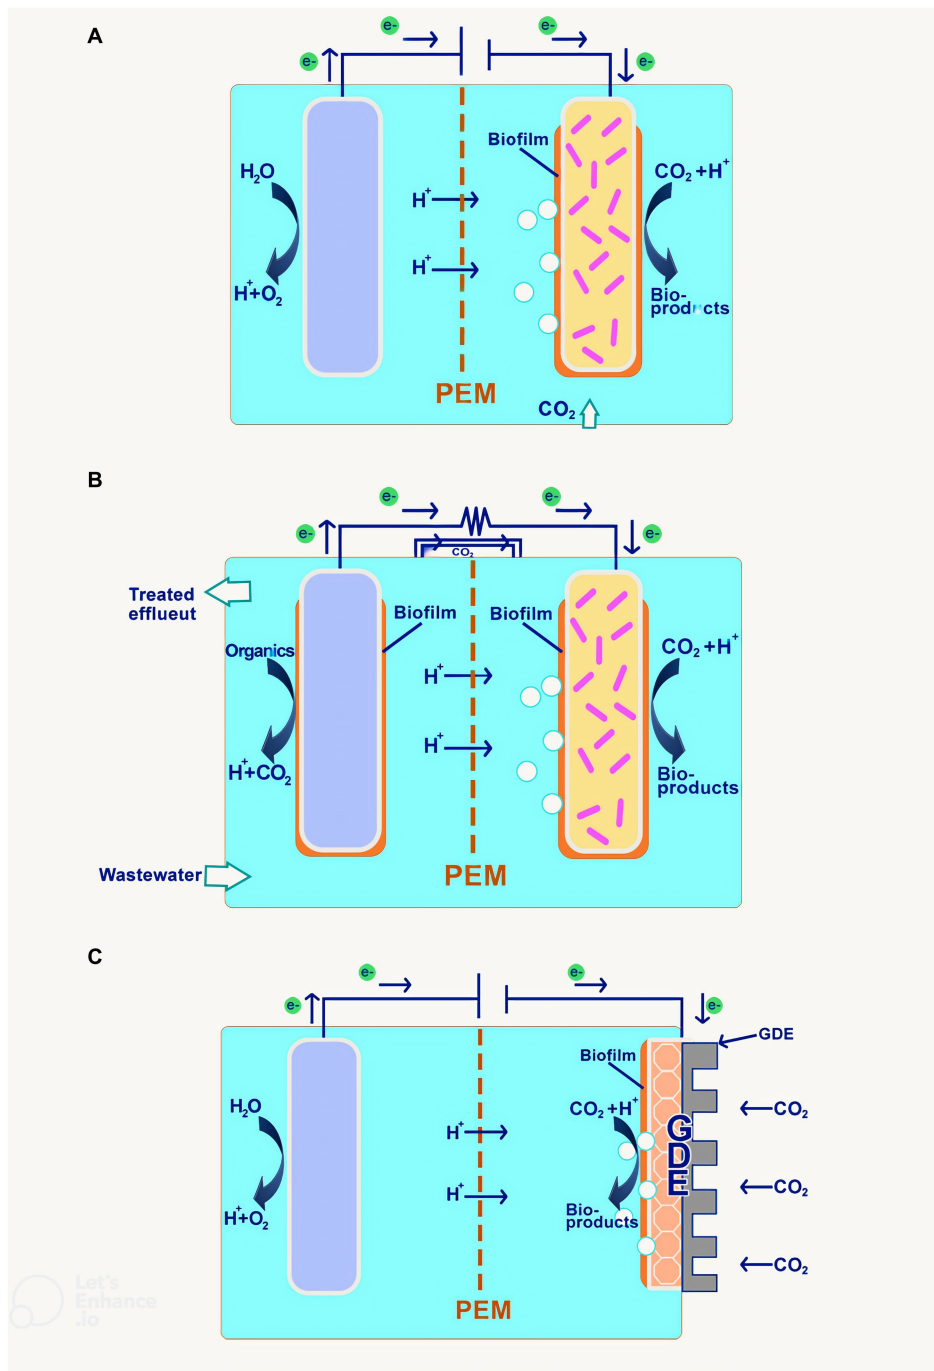 A
e-
e-
e-
e-
Biofilm
H₂O
CO₂+H⁺
H⁺
H⁺
H⁺+O₂
Bio-
products
PEM
CO₂
B
e-
e-
e-
e-
CO₂
Treated
efflueut
Biofilm
Biofilm
Organics
CO₂+H⁺
H⁺
H⁺
H⁺+CO₂
Bio-
products
Wastewater
PEM
C
e-
e-
e-
e-
GDE
Biofilm
H₂O
CO₂+H⁺
CO₂
H⁺
GDE
CO₂
H⁺
H⁺+O₂
Bio-
products
CO₂
PEM
Let's
Enhance
.io